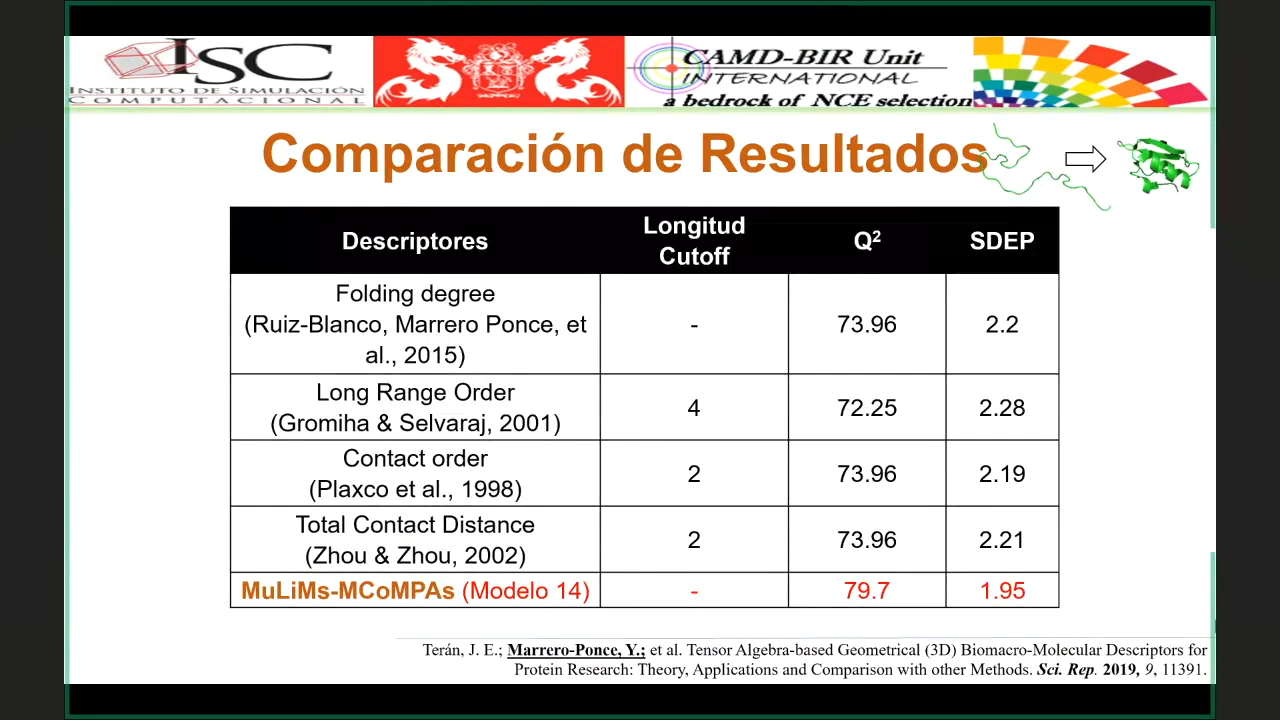 ISC
INSTITUTO DE SIMULACIÓN
COMPUTACIONAL
CAMD-BIR Unit
INTERNATIONAL
a bedrock of NCE selection
Comparación de Resultados
Descriptores
Longitud
Cutoff
Q²
SDEP
Folding degree
(Ruiz-Blanco, Marrero Ponce, et
al., 2015)
-
73.96
2.2
Long Range Order
(Gromiha & Selvaraj, 2001)
4
72.25
2.28
Contact order
(Plaxco et al., 1998)
2
73.96
2.19
Total Contact Distance
(Zhou & Zhou, 2002)
2
73.96
2.21
MuLiMs-MCoMPAs (Modelo 14)
-
79.7
1.95
Terán, J. E.; Marrero-Ponce, Y.; et al. Tensor Algebra-based Geometrical (3D) Biomacro-Molecular Descriptors for
Protein Research: Theory, Applications and Comparison with other Methods. Sci. Rep. 2019, 9, 11391.